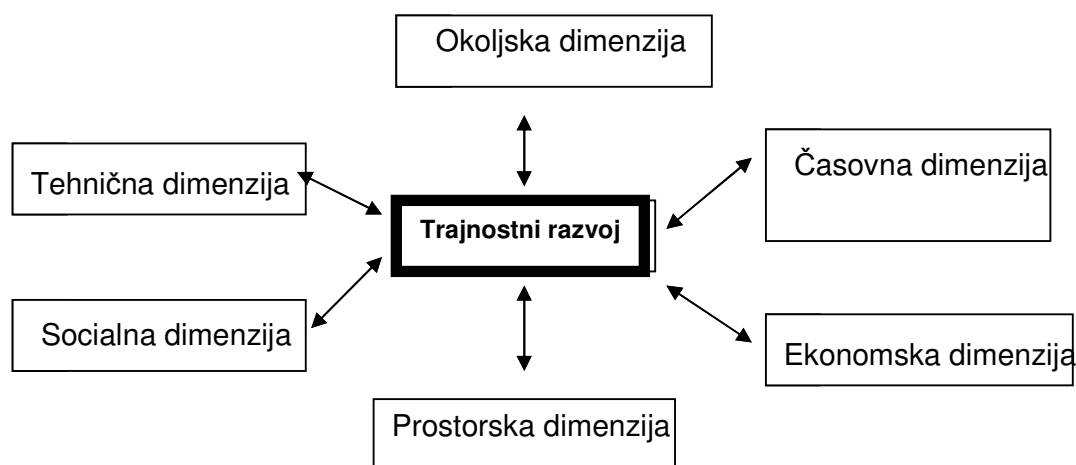 Okoljska dimenzija
Tehnična dimenzija
Časovna dimenzija
Trajnostni razvoj
Socialna dimenzija
Ekonomska dimenzija
Prostorska dimenzija